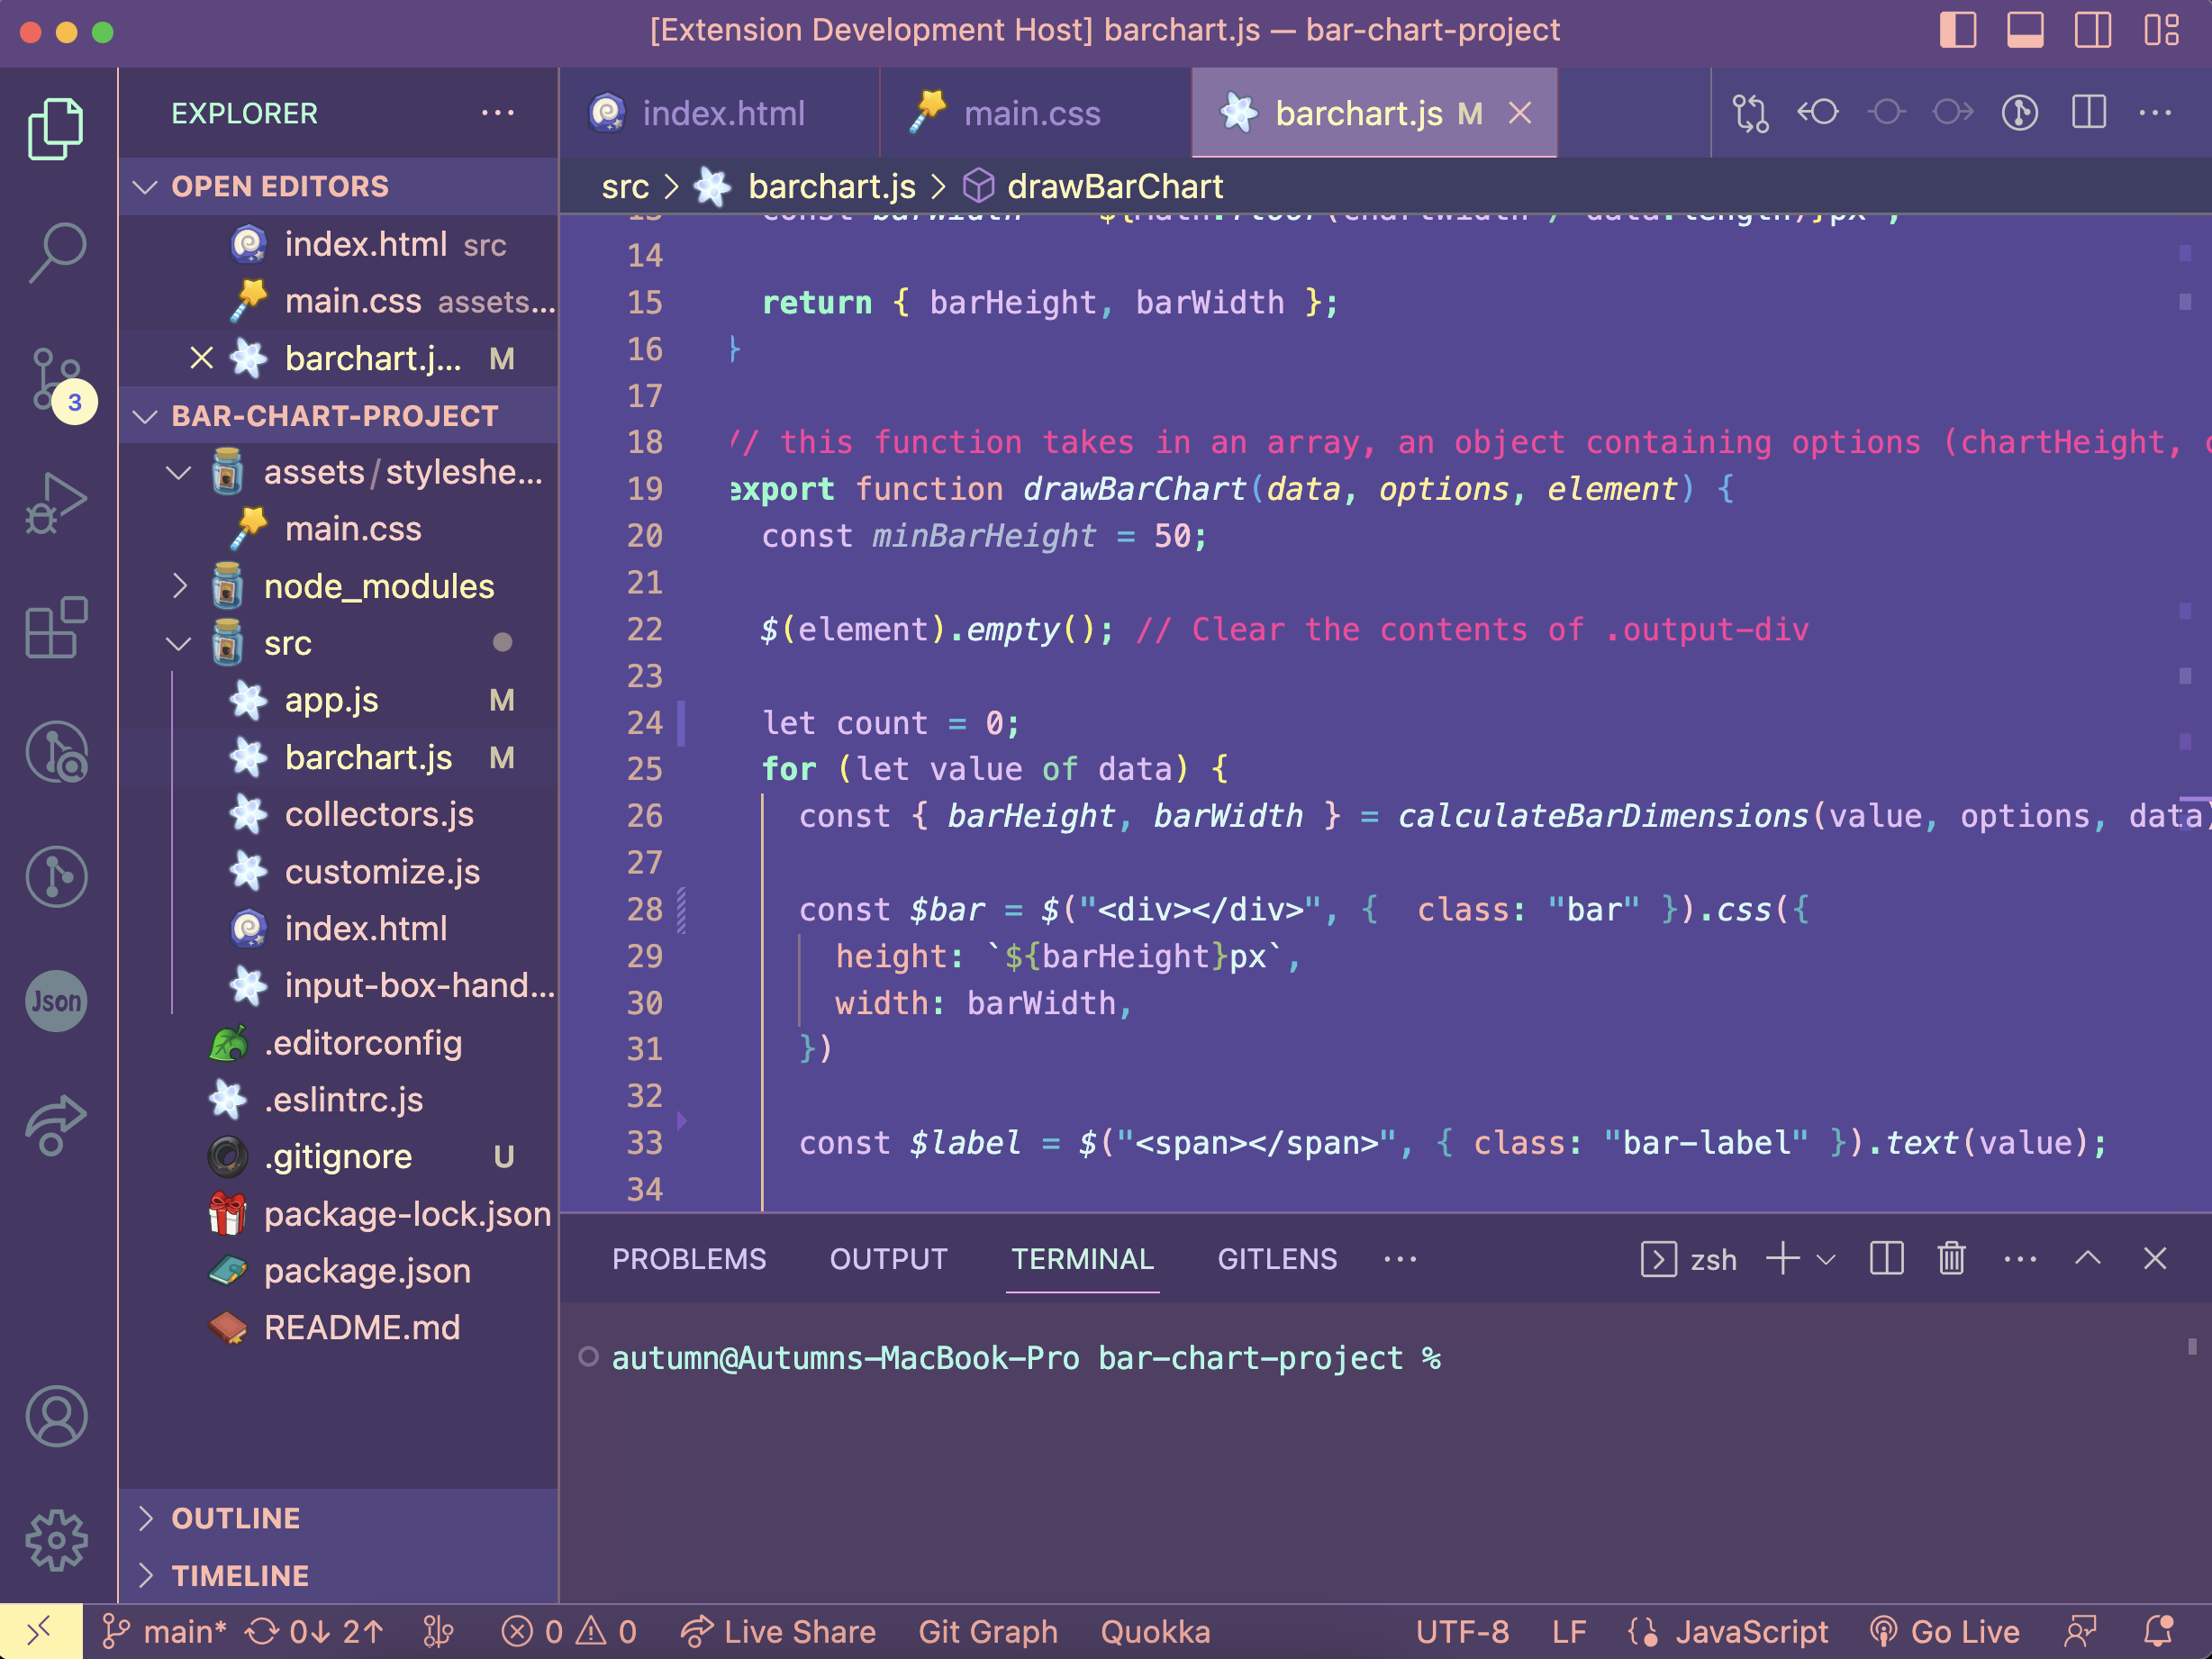 [Extension Development Host] barchart.js — bar-chart-project
EXPLORER
index.html
main.css
barchart.js M
OPEN EDITORS
index.html src
main.css assets...
barchart.j... M
3
BAR-CHART-PROJECT
assets/styleshe...
main.css
node_modules
src
app.js M
barchart.js M
collectors.js
customize.js
index.html
input-box-hand...
Json
.editorconfig
.eslintrc.js
.gitignore U
package-lock.json
package.json
README.md
OUTLINE
TIMELINE
src > barchart.js > drawBarChart
13 const barWidth = `${Math.floor(chartWidth / data.length)}px`;
14
15 return { barHeight, barWidth };
16 }
17
18 // this function takes in an array, an object containing options (chartHeight,
19 export function drawBarChart(data, options, element) {
20 const minBarHeight = 50;
21
22 $(element).empty(); // Clear the contents of .output-div
23
24 let count = 0;
25 for (let value of data) {
26 const { barHeight, barWidth } = calculateBarDimensions(value, options, data)
27
28 const $bar = $("<div></div>", {  class: "bar" }).css({
29 height: `${barHeight}px`,
30 width: barWidth,
31 })
32
33 const $label = $("<span></span>", { class: "bar-label" }).text(value);
34
PROBLEMS OUTPUT TERMINAL GITLENS ... zsh
autumn@Autumns-MacBook-Pro bar-chart-project %
main* 0↓ 2↑ 0 0 Live Share Git Graph Quokka UTF-8 LF JavaScript Go Live